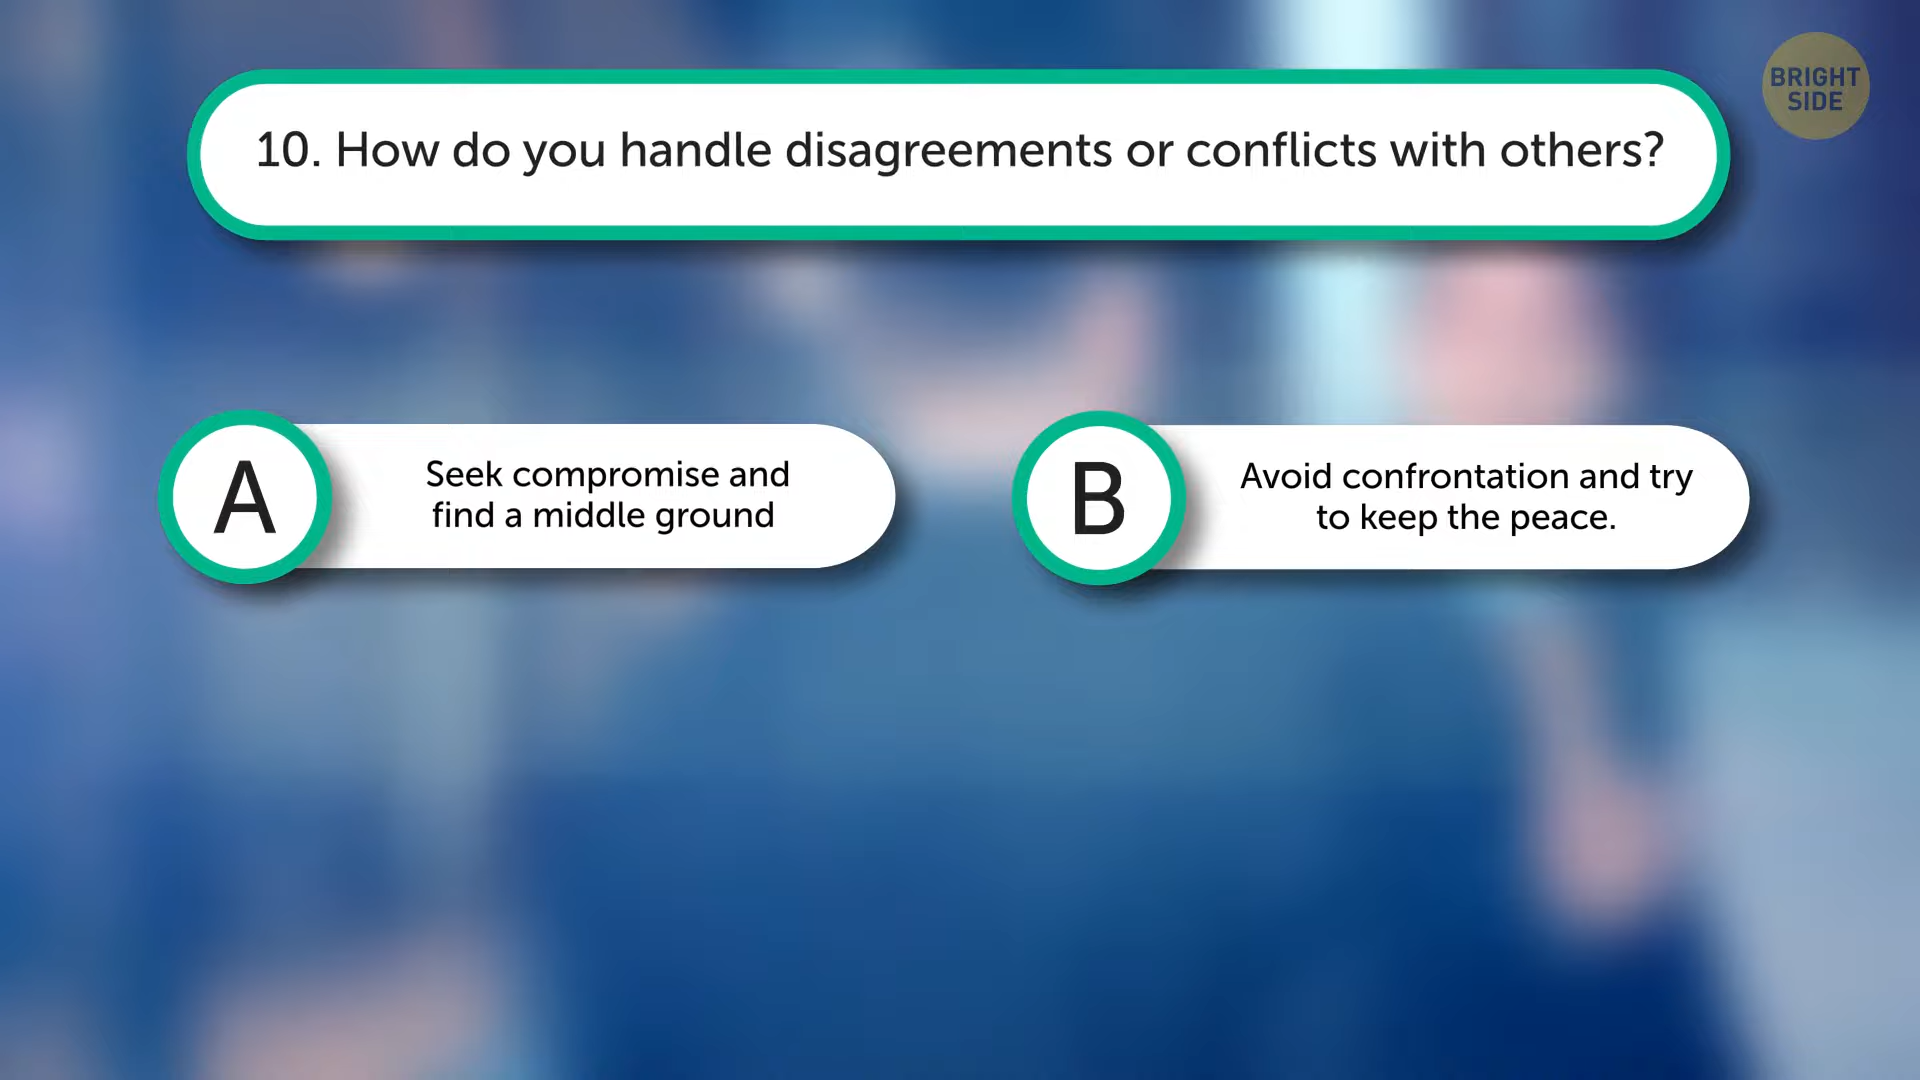 BRIGHT
SIDE
10. How do you handle disagreements or conflicts with others?
A
Seek compromise and
find a middle ground
B
Avoid confrontation and try
to keep the peace.